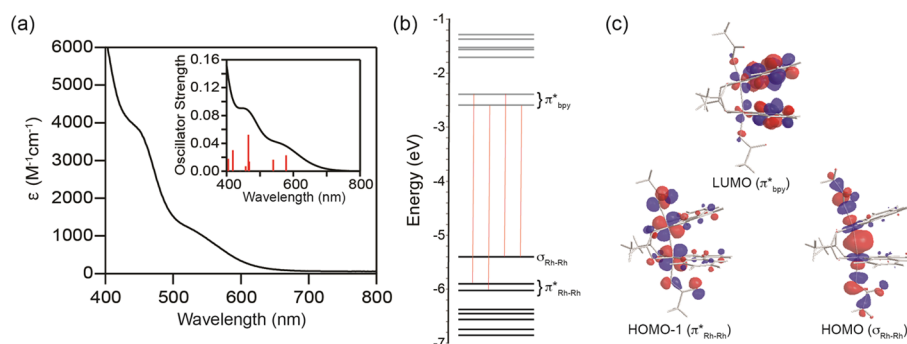 (a)
6000
5000
4000
3000
2000
1000
0
ε (M⁻¹cm⁻¹)
400 500 600 700 800
Wavelength (nm)
0.16
0.12
0.08
0.04
0
Oscillator Strength
400 500 600 700 800
Wavelength (nm)
(b)
-1
-2
-3
-4
-5
-6
-7
Energy (eV)
}π*bpy
σRh-Rh
}π*Rh-Rh
(c)
LUMO (π*bpy)
HOMO-1 (π*Rh-Rh)
HOMO (σRh-Rh)